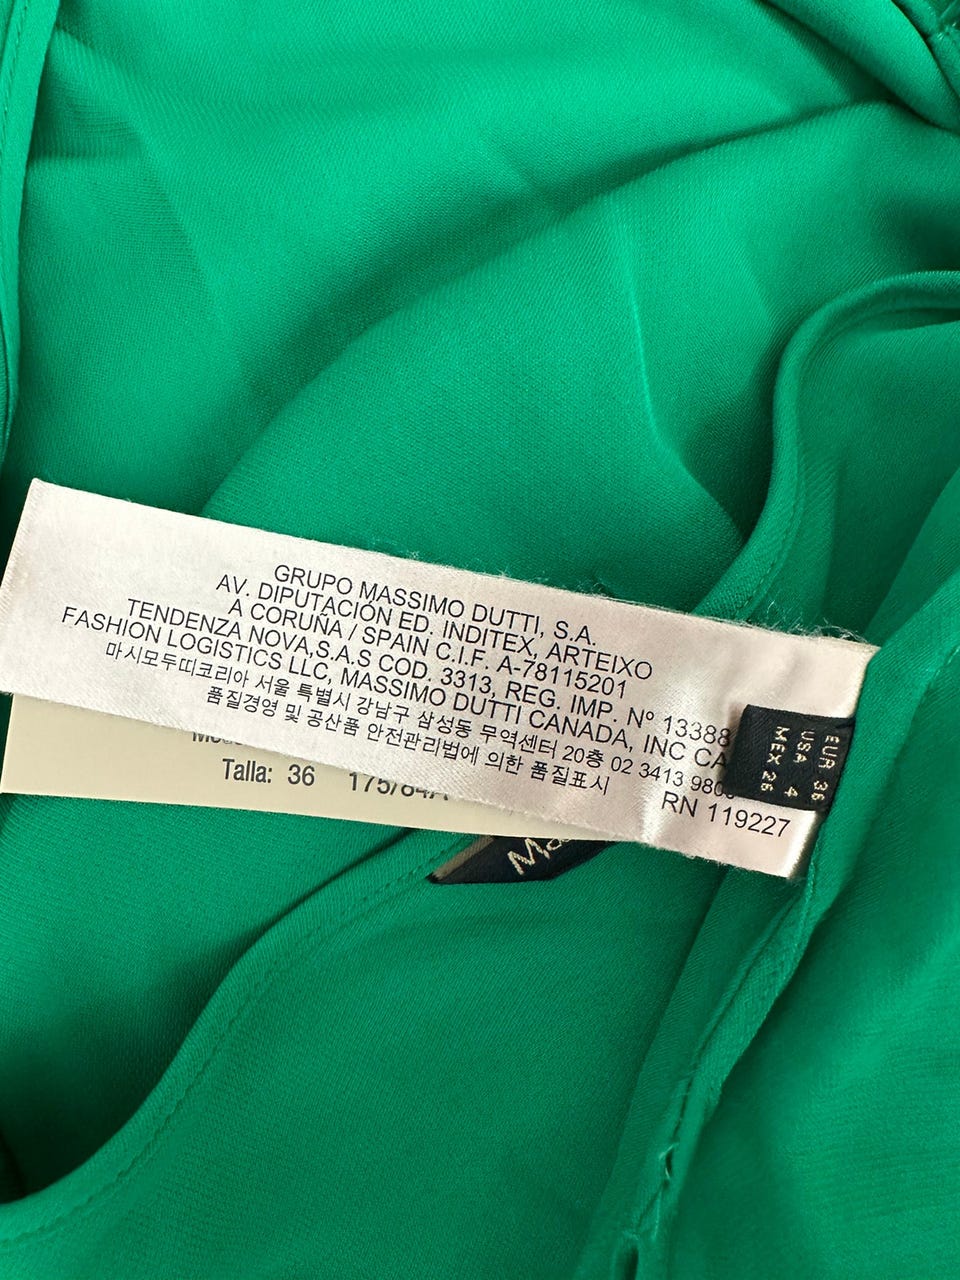 GRUPO MASSIMO DUTTI, S.A.
AV. DIPUTACIÓN ED. INDITEX, ARTEIXO
A CORUÑA / SPAIN C.I.F. A-78115201
TENDENZA NOVA,S.A.S COD. 3313, REG. IMP. Nº 13388
FASHION LOGISTICS LLC, MASSIMO DUTTI CANADA, INC CA
마시모두띠코리아 서울 특별시 강남구 삼성동 무역센터 20층 02 3413 980
품질경영 및 공산품 안전관리법에 의한 품질표시
RN 119227
EUR 36
USA 4
MEX 26
Talla: 36 175/84A